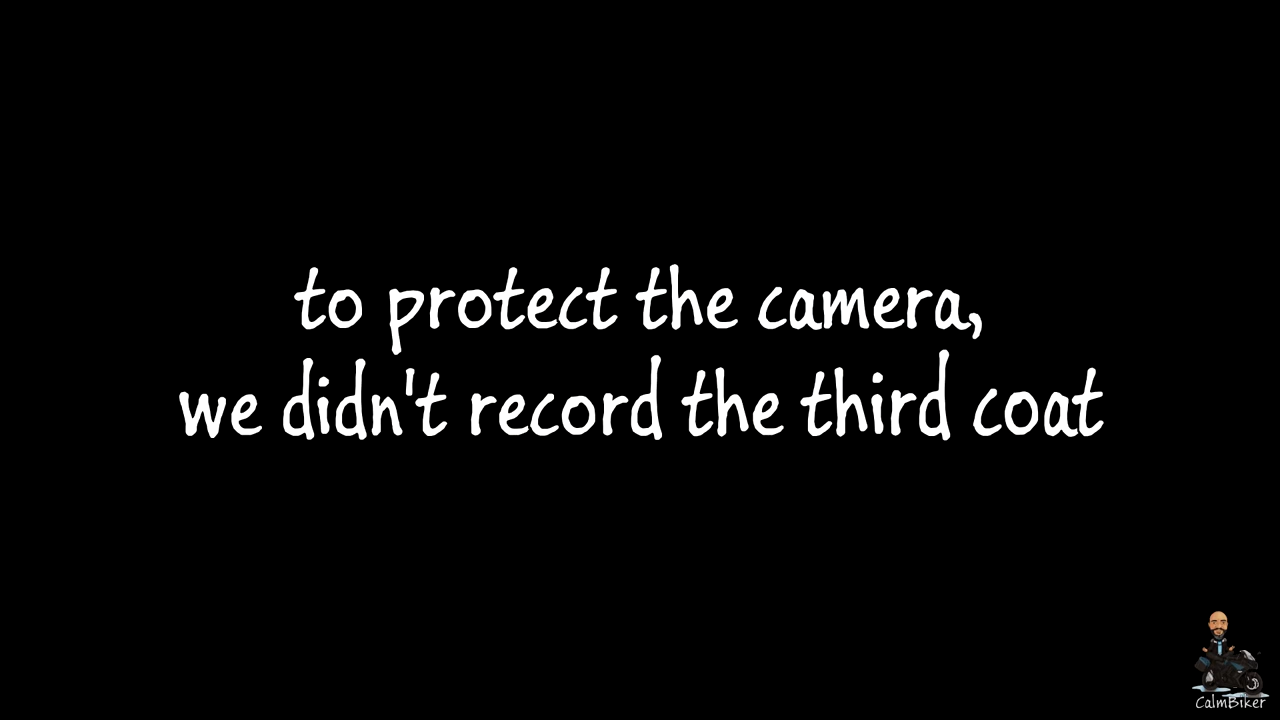 to protect the camera,
we didn't record the third coat
CalmBiker